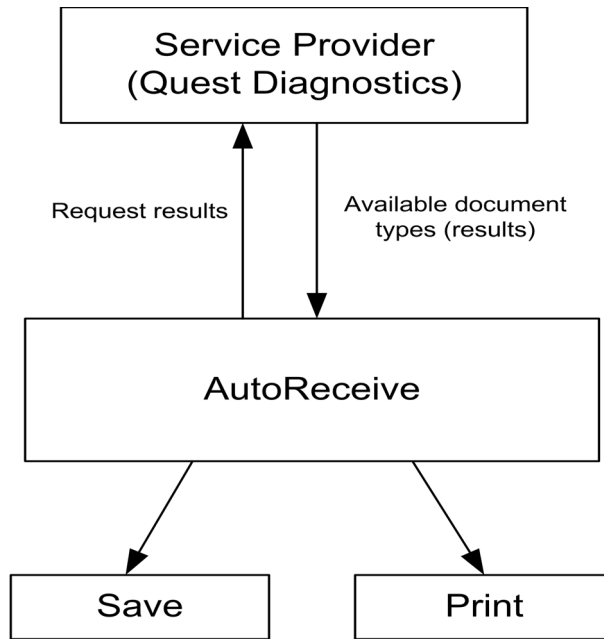 Service Provider
(Quest Diagnostics)
Request results
Available document
types (results)
AutoReceive
Save
Print